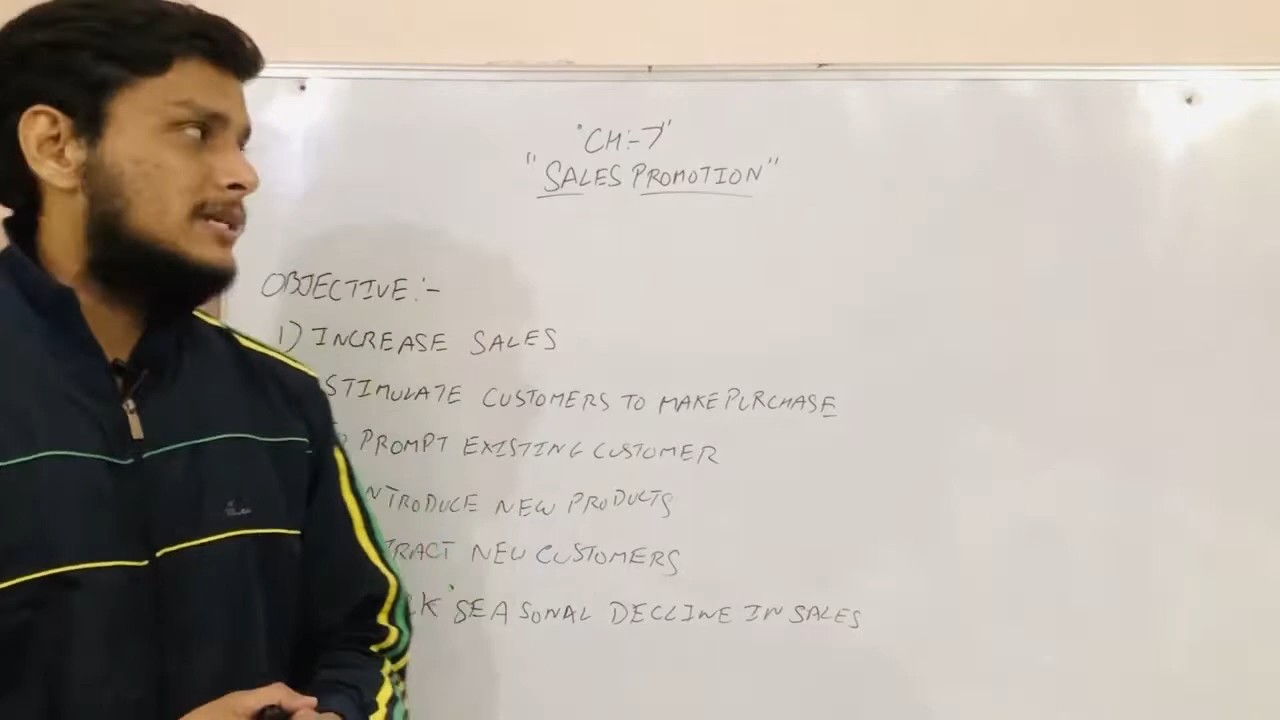 "CH:-7"
"SALES PROMOTION"
OBJECTIVE:-
1) INCREASE SALES
STIMULATE CUSTOMERS TO MAKE PURCHASE
PROMPT EXISTING CUSTOMER
NTRODUCE NEW PRODUCTS
TRACT NEW CUSTOMERS
SEASONAL DECLINE IN SALES